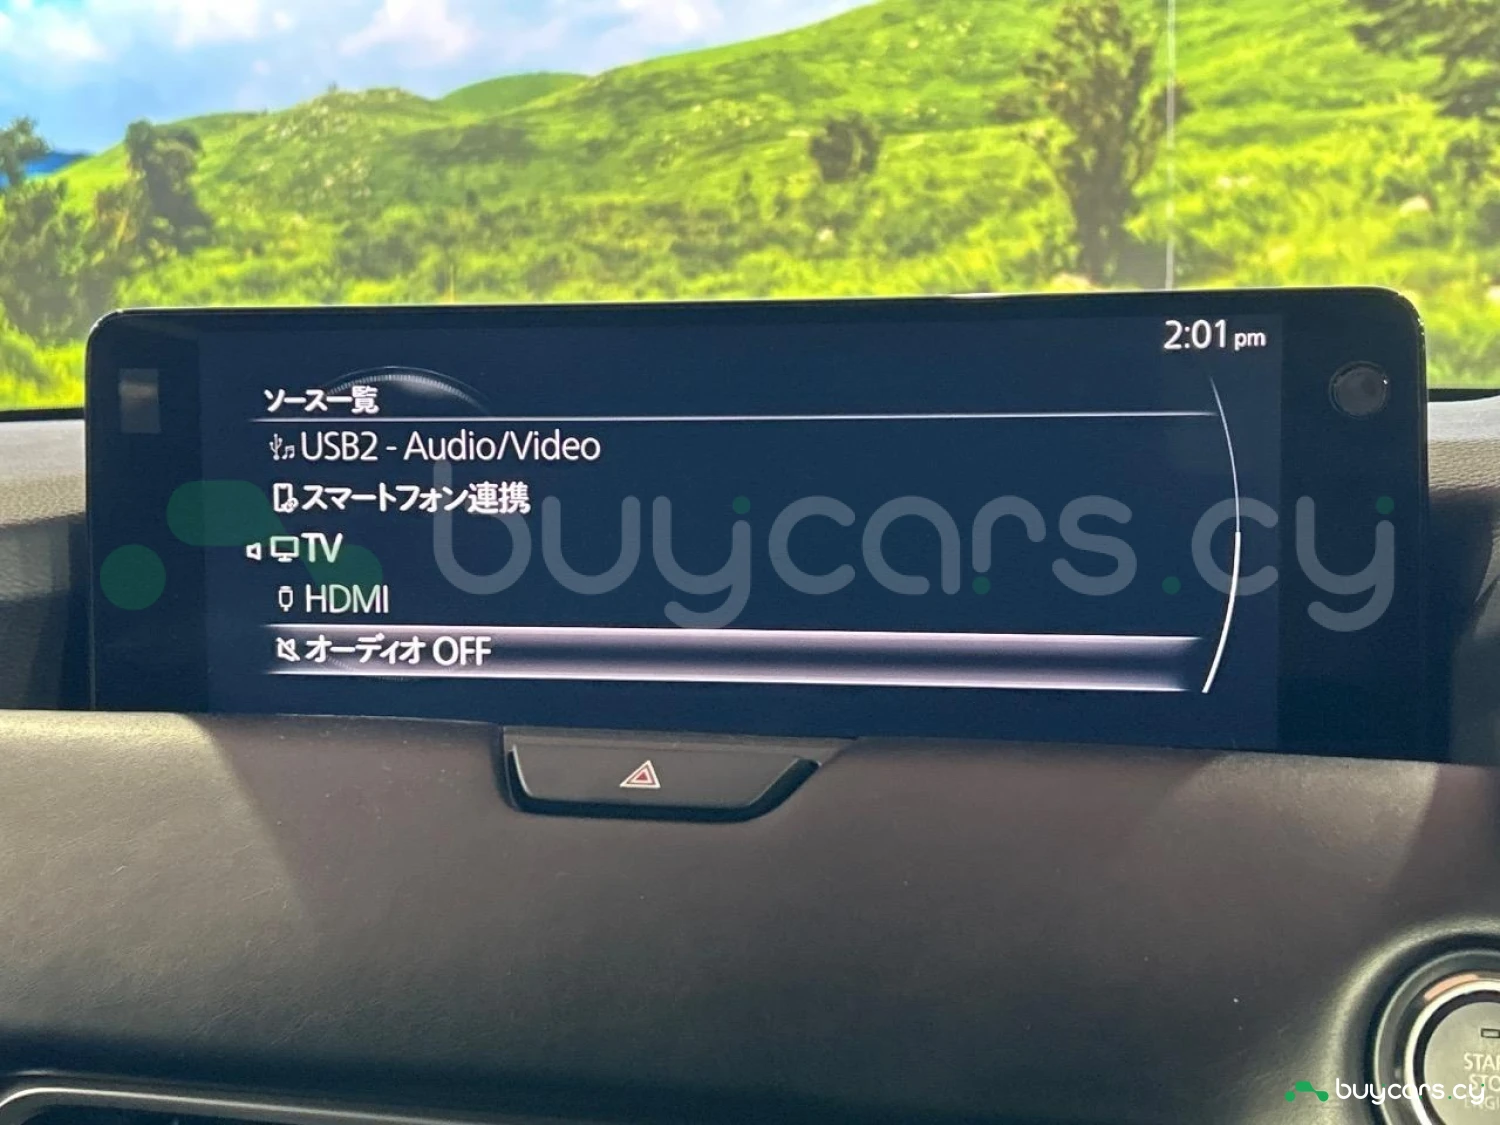 2:01 pm
ソース一覧
USB2 - Audio/Video
スマートフォン連携
TV
HDMI
オーディオ OFF
buycars.cy
buycars.cy